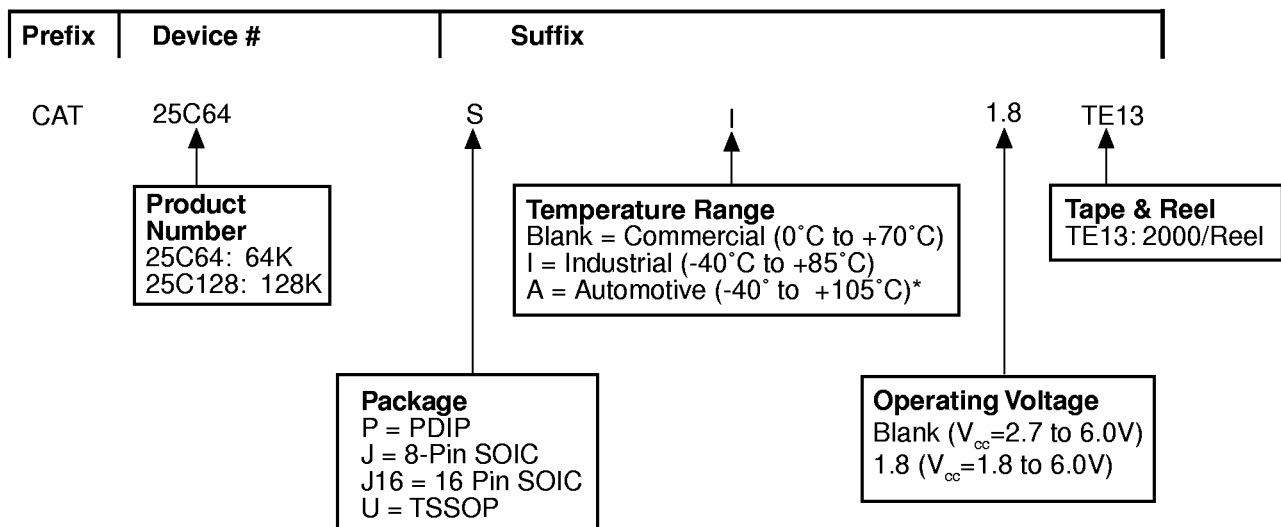 Prefix Device # Suffix
CAT 25C64 S I 1.8 TE13
Product
Number
25C64: 64K
25C128: 128K
Temperature Range
Blank = Commercial (0˚C to +70˚C)
I = Industrial (-40˚C to +85˚C)
A = Automotive (-40˚ to +105˚C)*
Tape & Reel
TE13: 2000/Reel
Package
P = PDIP
J = 8-Pin SOIC
J16 = 16 Pin SOIC
U = TSSOP
Operating Voltage
Blank (Vcc=2.7 to 6.0V)
1.8 (Vcc=1.8 to 6.0V)